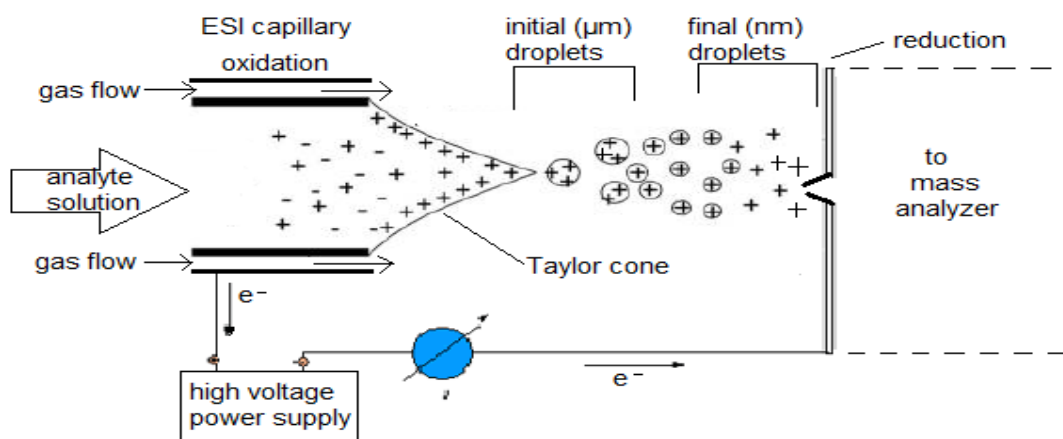 ESI capillary
oxidation
initial (µm)
droplets
final (nm)
droplets
reduction
gas flow
analyte
solution
to
mass
analyzer
gas flow
Taylor cone
e⁻
high voltage
power supply
e⁻